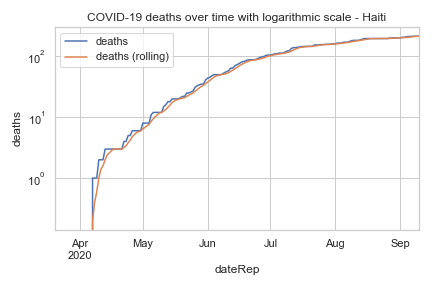 COVID-19 deaths over time with logarithmic scale - Haiti
deaths
deaths (rolling)
deaths
10²
10¹
10⁰
Apr
2020
May
Jun
Jul
Aug
Sep
dateRep